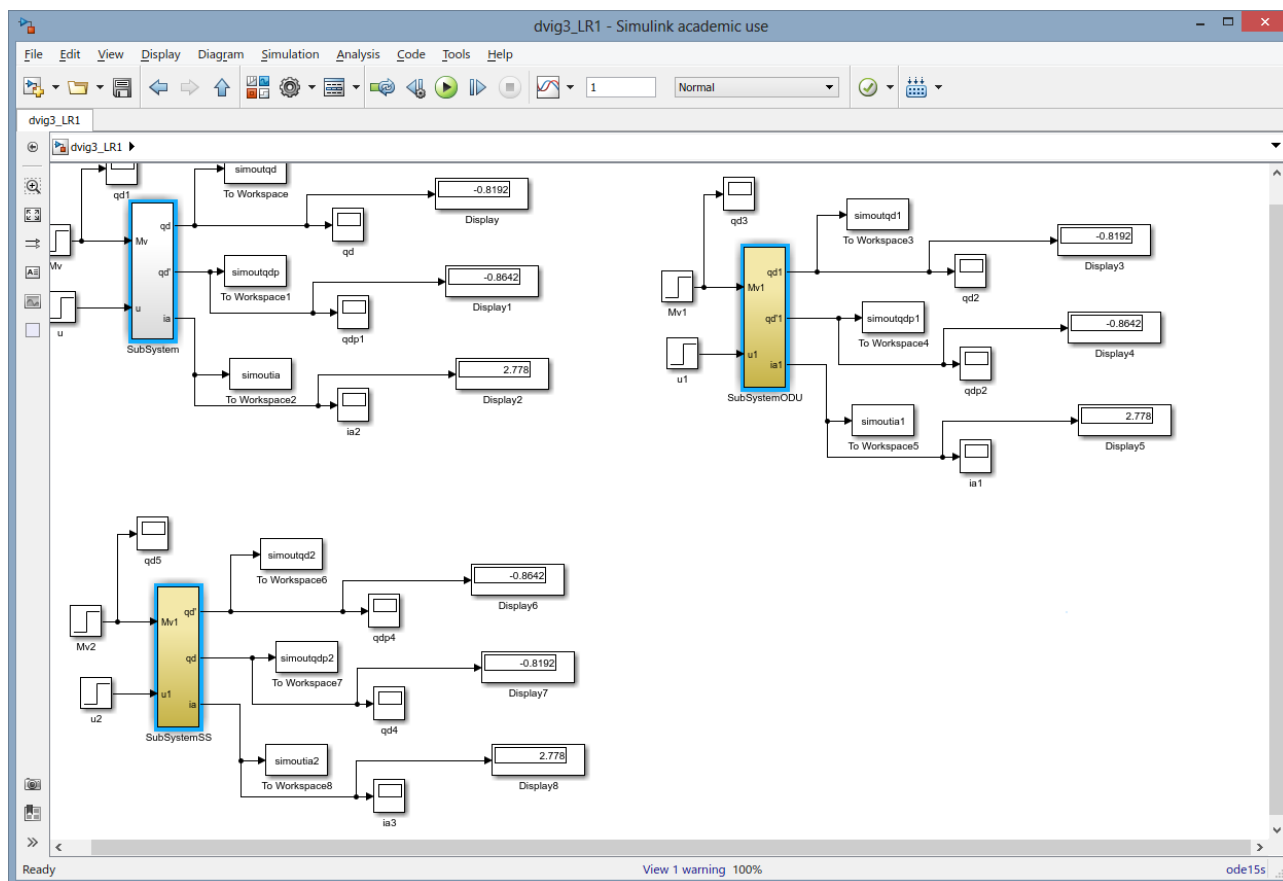 dvig3_LR1 - Simulink academic use
File Edit View Display Diagram Simulation Analysis Code Tools Help
1
Normal
dvig3_LR1
dvig3_LR1
qd1
simoutqd
To Workspace
-0.8192
Display
Mv
Mv
qd
qd
qd'
simoutqdp
To Workspace1
-0.8642
Display1
u
u
ia
qdp1
SubSystem
simoutia
To Workspace2
2.778
Display2
ia2
qd3
simoutqd1
To Workspace3
-0.8192
Display3
Mv1
Mv1
qd1
qd2
qd'1
simoutqdp1
To Workspace4
-0.8642
Display4
u1
u1
ia1
qdp2
SubSystemODU
simoutia1
To Workspace5
2.778
Display5
ia1
qd5
simoutqd2
To Workspace6
-0.8642
Display6
Mv2
Mv1
qd'
qdp4
qd
simoutqdp2
To Workspace7
-0.8192
Display7
u2
u1
ia
qd4
SubSystemSS
simoutia2
To Workspace8
2.778
Display8
ia3
Ready
View 1 warning 100%
ode15s